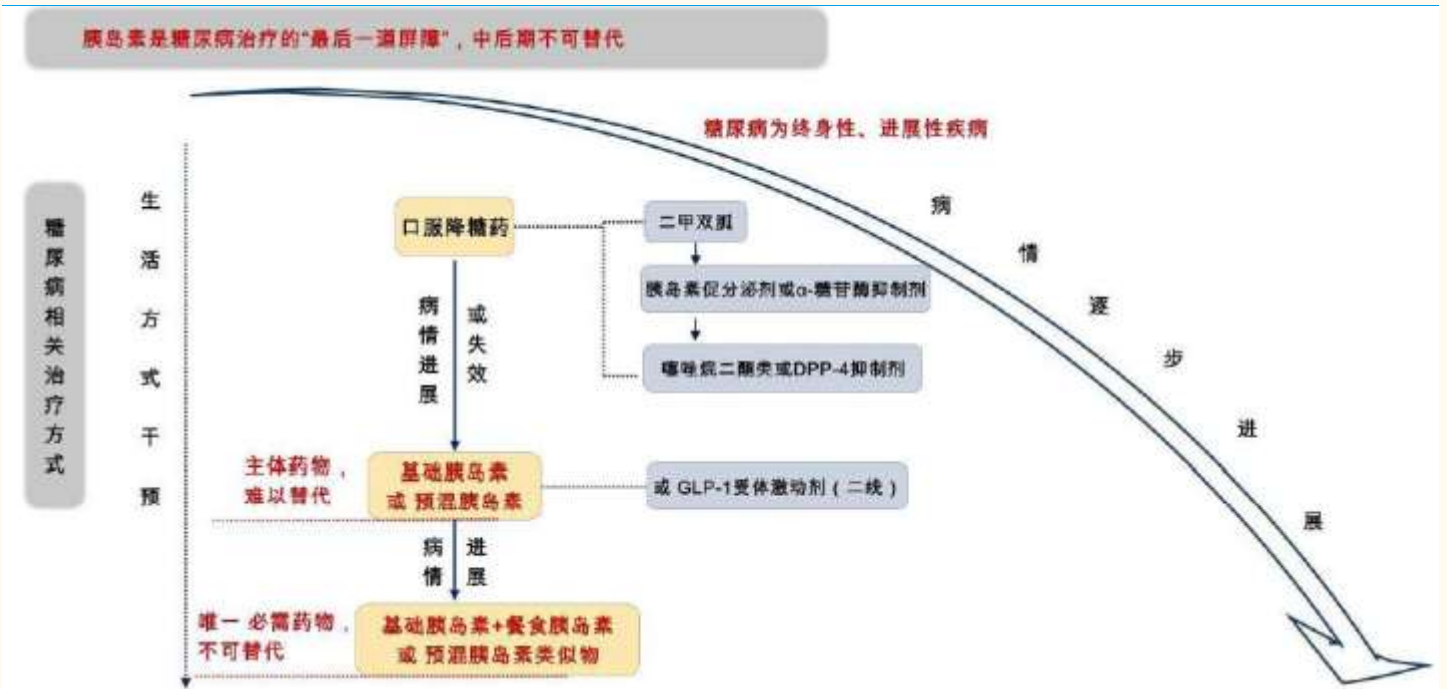 胰岛素是糖尿病治疗的“最后一道屏障”，中后期不可替代
糖尿病为终身性、进展性疾病
病情逐步进展
糖尿病相关治疗方式
生活方式干预
口服降糖药
二甲双胍
胰岛素促分泌剂或α-糖苷酶抑制剂
噻唑烷二酮类或DPP-4抑制剂
病情进展
或失效
主体药物，
难以替代
基础胰岛素
或 预混胰岛素
或 GLP-1受体激动剂（二线）
病情
进展
唯一 必需药物，
不可替代
基础胰岛素+餐食胰岛素
或 预混胰岛素类似物